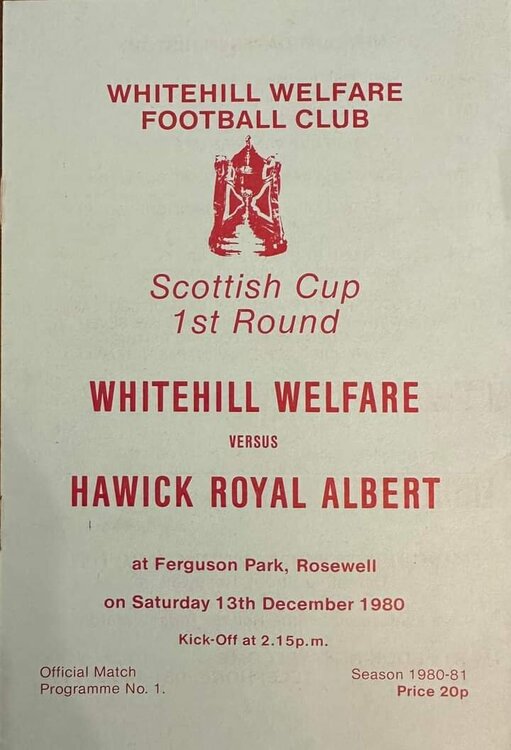 WHITEHILL WELFARE
FOOTBALL CLUB
Scottish Cup
1st Round
WHITEHILL WELFARE
VERSUS
HAWICK ROYAL ALBERT
at Ferguson Park, Rosewell
on Saturday 13th December 1980
Kick-Off at 2.15p.m.
Official Match
Programme No. 1.
Season 1980-81
Price 20p